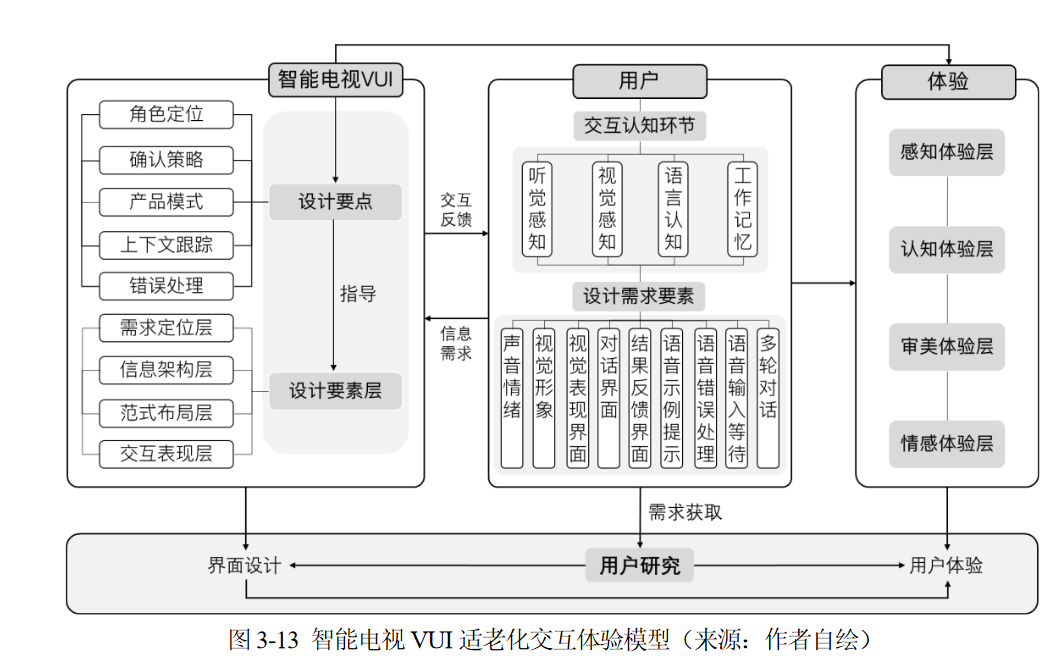 智能电视VUI
角色定位
确认策略
产品模式
上下文跟踪
错误处理
需求定位层
信息架构层
范式布局层
交互表现层
设计要点
指导
设计要素层
交互
反馈
信息
需求
用户
交互认知环节
听觉感知
视觉感知
语言认知
工作记忆
设计需求要素
声音情绪
视觉形象
视觉表现界面
对话界面
结果反馈界面
语音示例提示
语音错误处理
语音输入等待
多轮对话
体验
感知体验层
认知体验层
审美体验层
情感体验层
需求获取
界面设计
用户研究
用户体验
图 3-13 智能电视 VUI 适老化交互体验模型（来源：作者自绘）